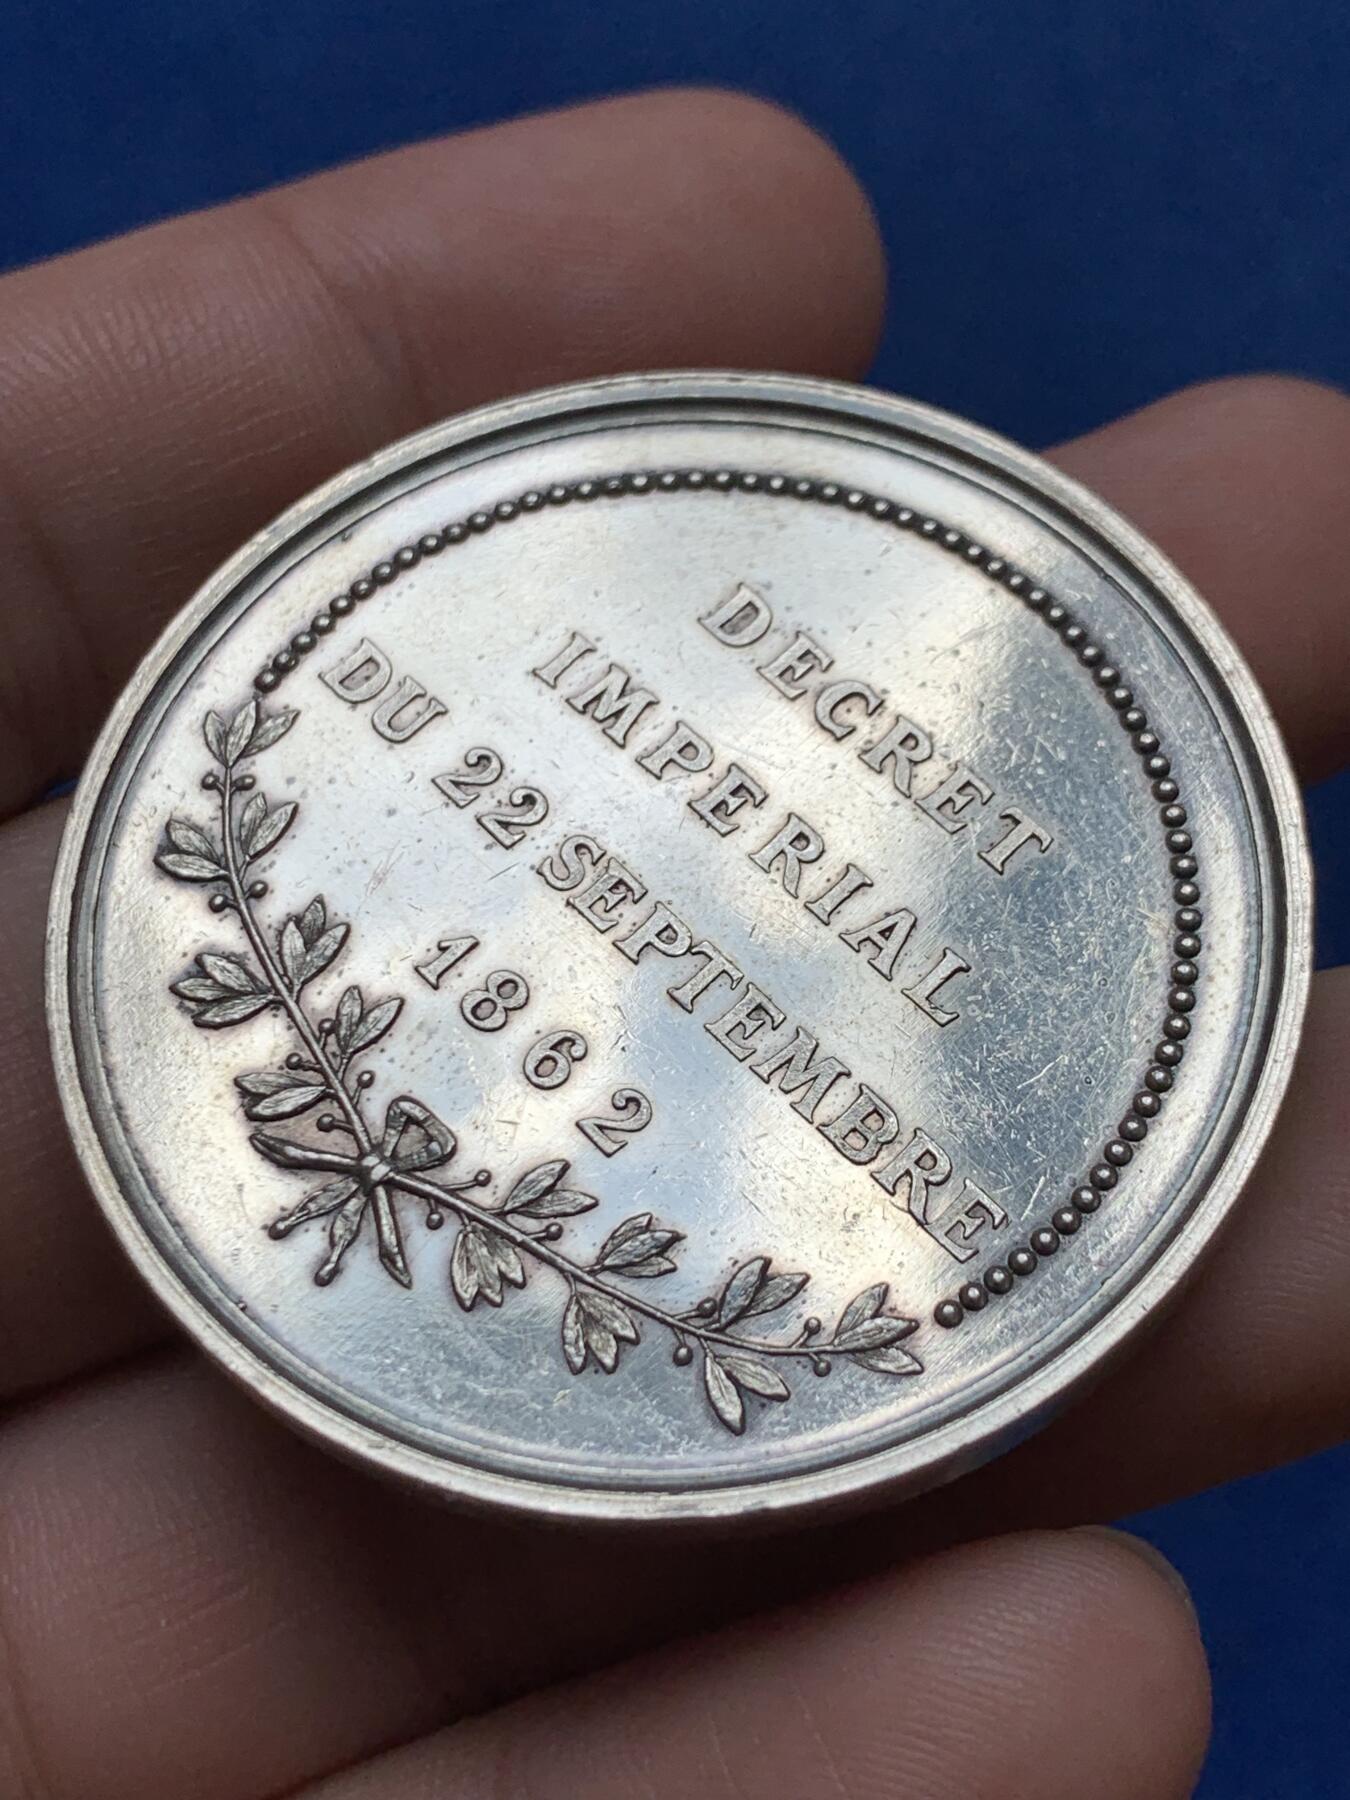 DECRET
IMPERIAL
DU 22 SEPTEMBRE
1862